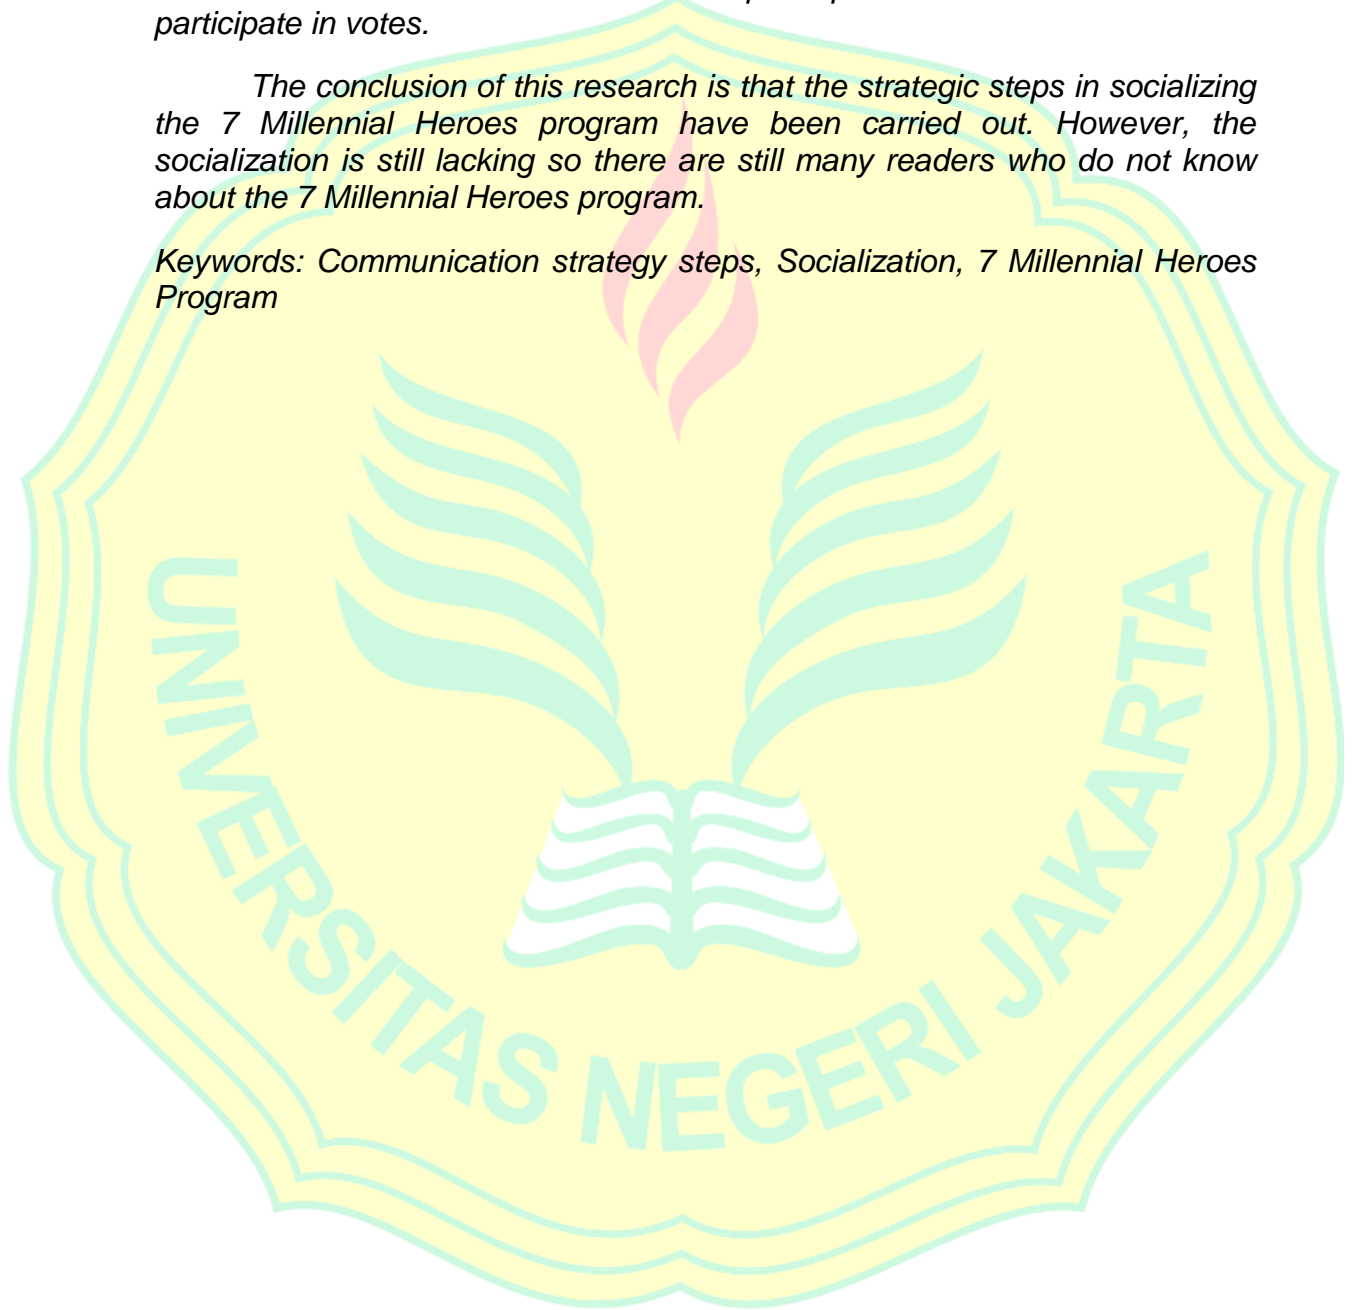 participate in votes.
The conclusion of this research is that the strategic steps in socializing
the 7 Millennial Heroes program have been carried out. However, the
socialization is still lacking so there are still many readers who do not know
about the 7 Millennial Heroes program.
Keywords: Communication strategy steps, Socialization, 7 Millennial Heroes
Program
UNIVERSITAS NEGERI JAKARTA